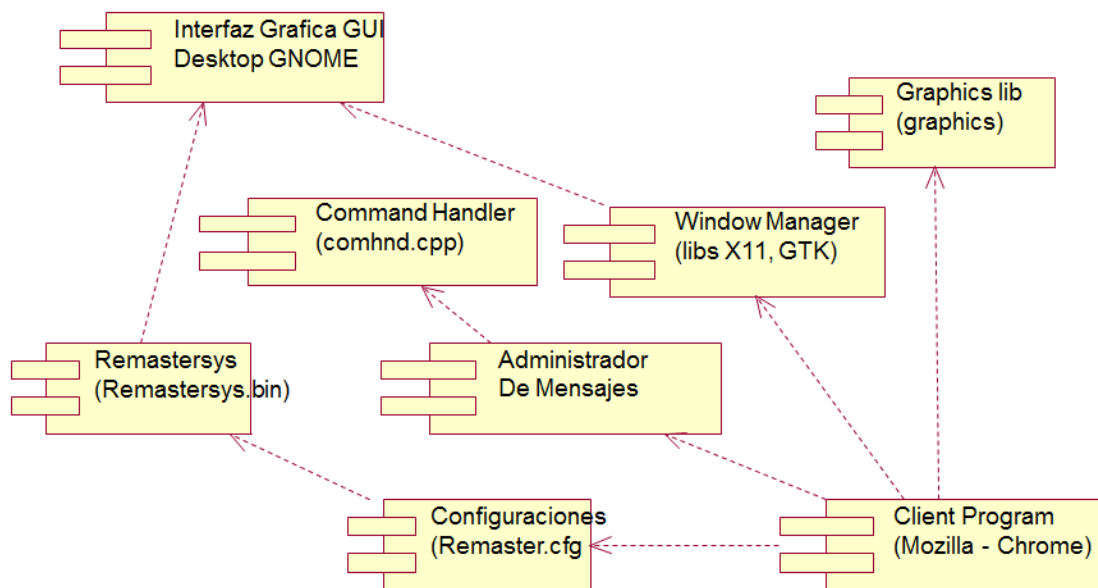 Interfaz Grafica GUI
Desktop GNOME
Graphics lib
(graphics)
Command Handler
(comhnd.cpp)
Window Manager
(libs X11, GTK)
Remastersys
(Remastersys.bin)
Administrador
De Mensajes
Configuraciones
(Remaster.cfg
Client Program
(Mozilla - Chrome)